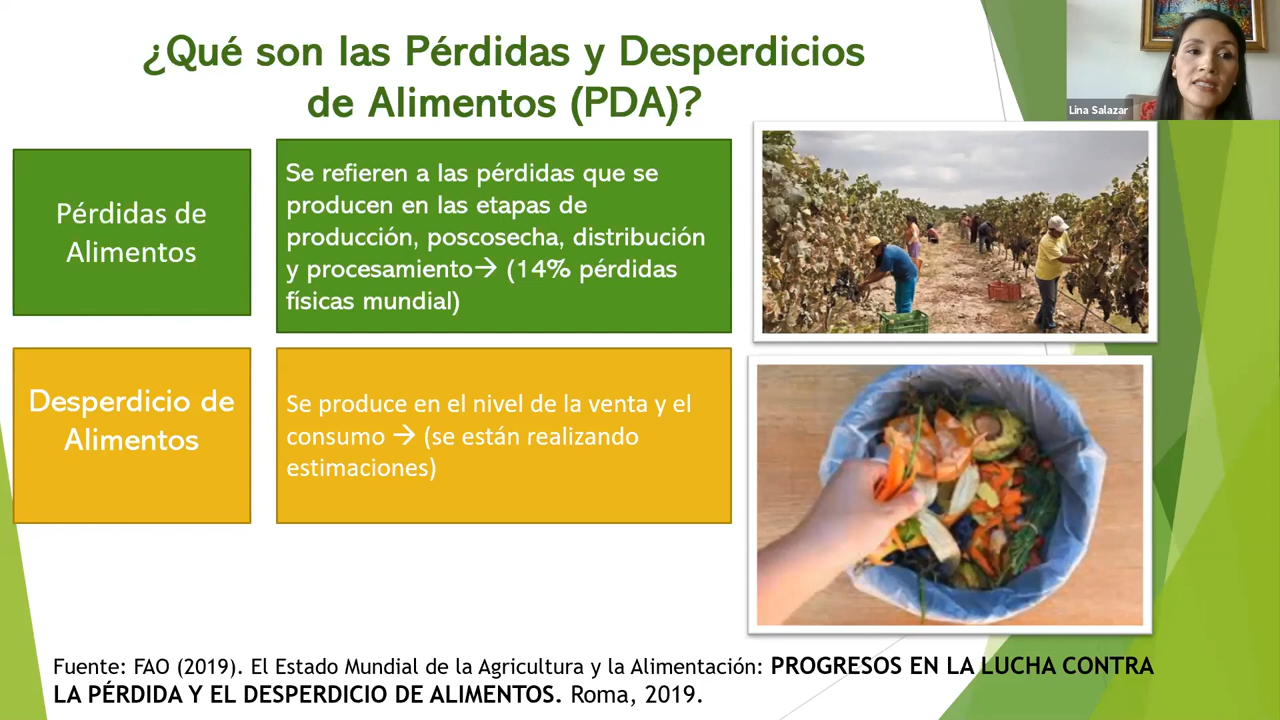 ¿Qué son las Pérdidas y Desperdicios
de Alimentos (PDA)?
Lina Salazar
Pérdidas de
Alimentos
Se refieren a las pérdidas que se
producen en las etapas de
producción, poscosecha, distribución
y procesamiento→ (14% pérdidas
físicas mundial)
Desperdicio de
Alimentos
Se produce en el nivel de la venta y el
consumo → (se están realizando
estimaciones)
Fuente: FAO (2019). El Estado Mundial de la Agricultura y la Alimentación: PROGRESOS EN LA LUCHA CONTRA
LA PÉRDIDA Y EL DESPERDICIO DE ALIMENTOS. Roma, 2019.